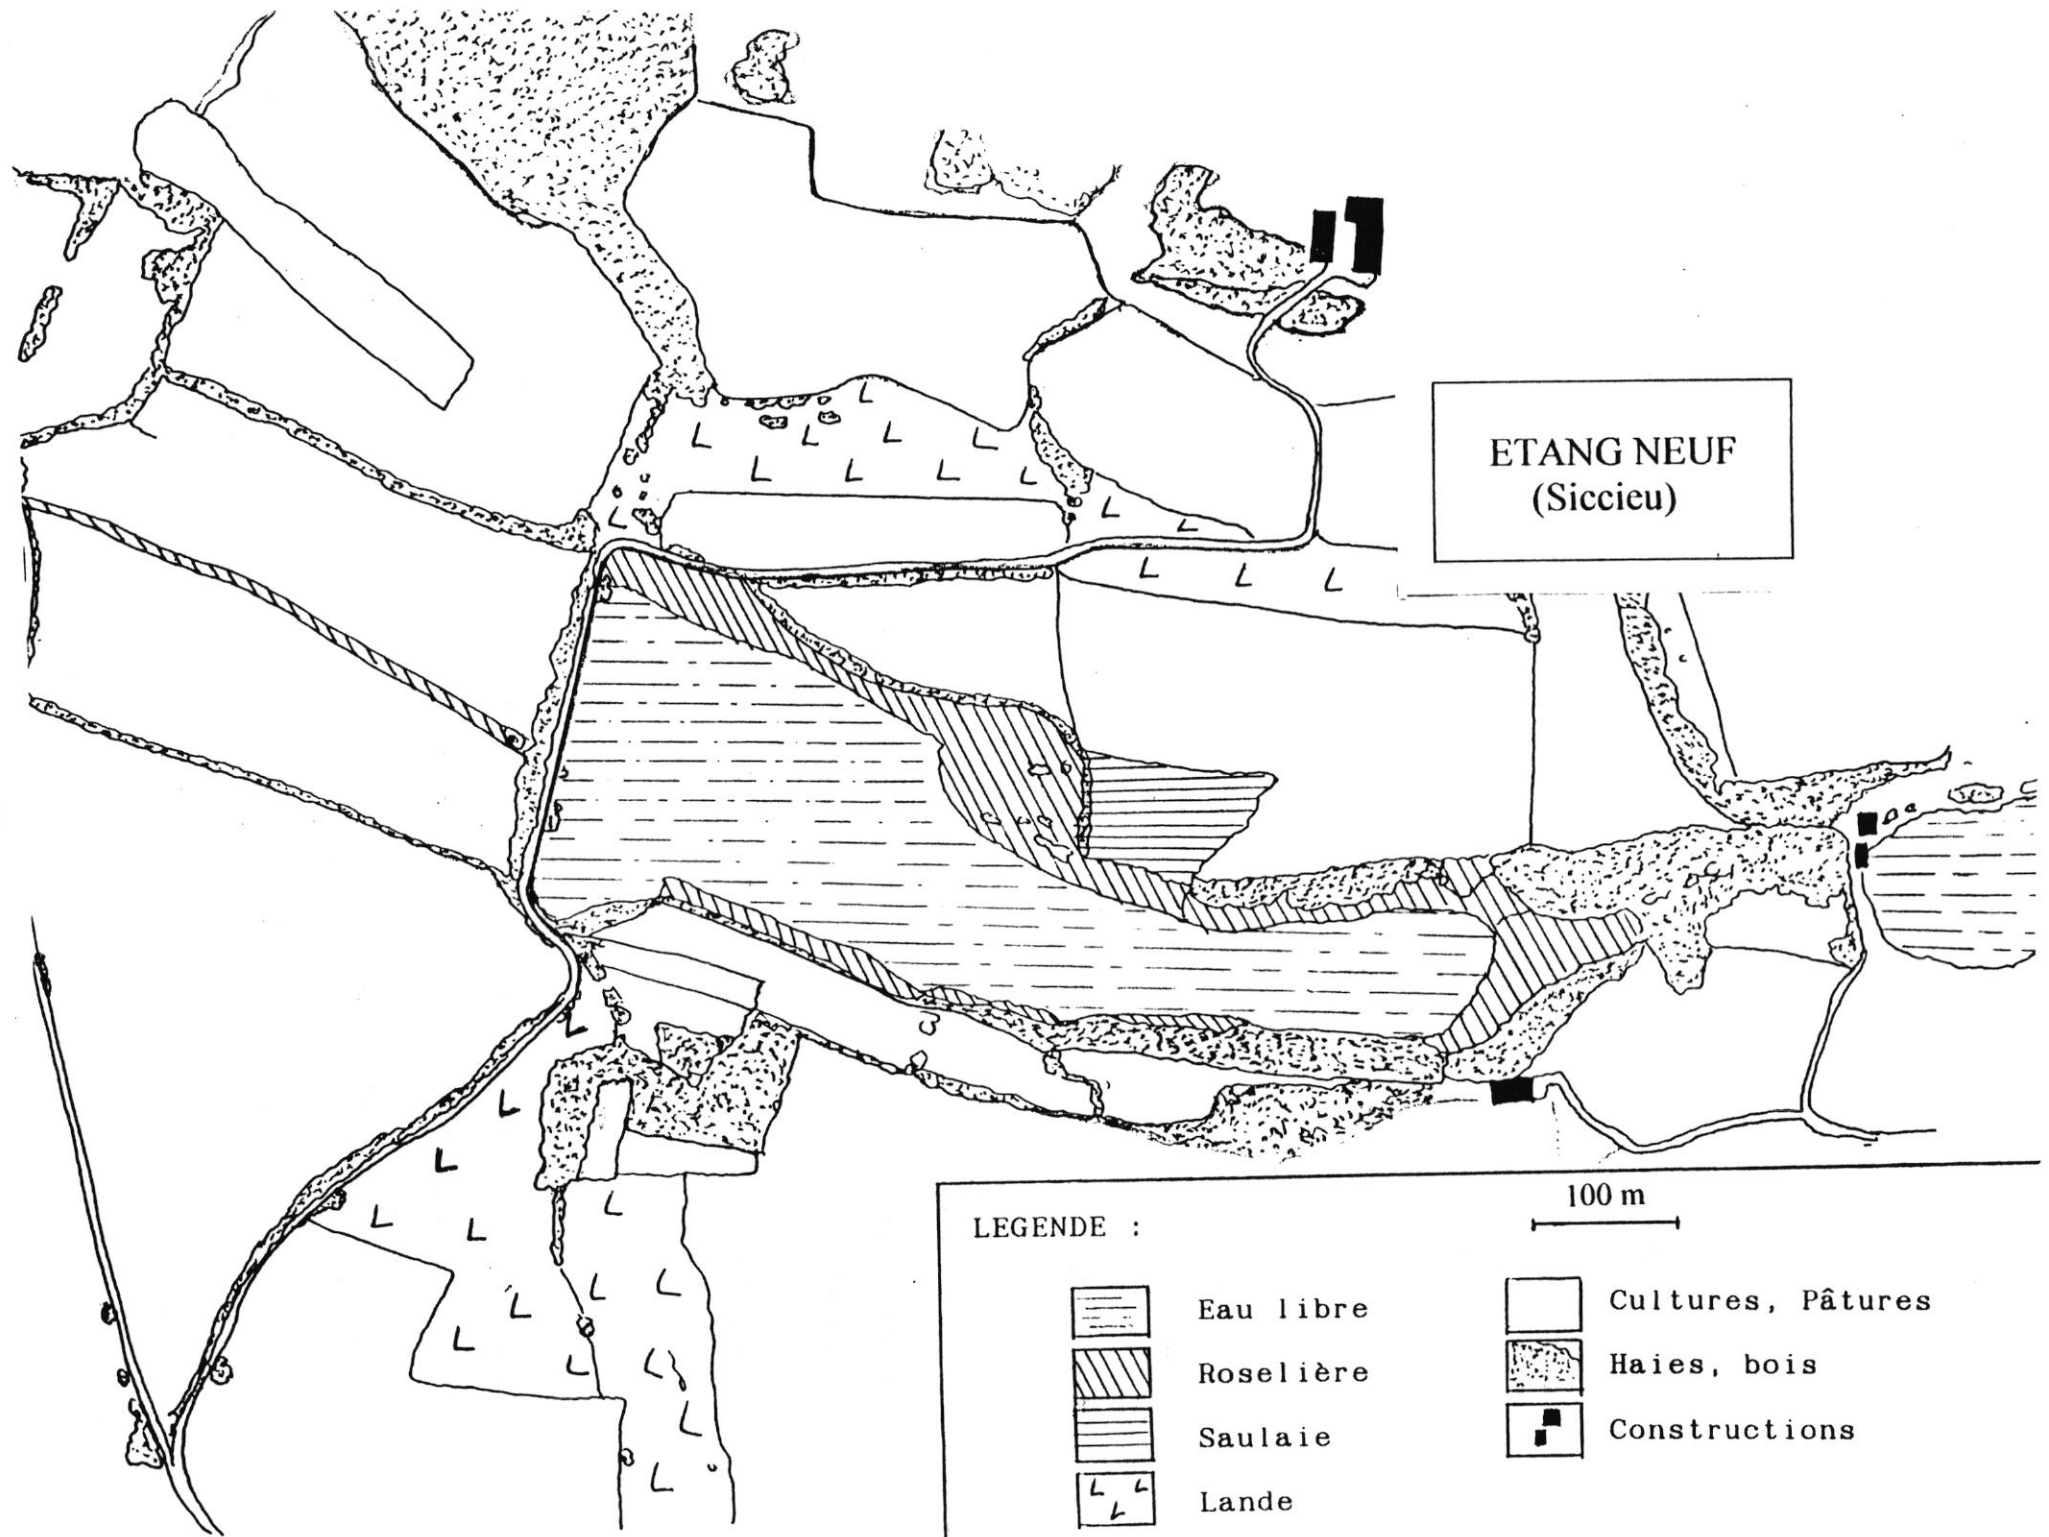 ETANG NEUF
(Siccieu)
100 m
LEGENDE :
Eau libre
Roselière
Saulaie
Lande
Cultures, Pâtures
Haies, bois
Constructions